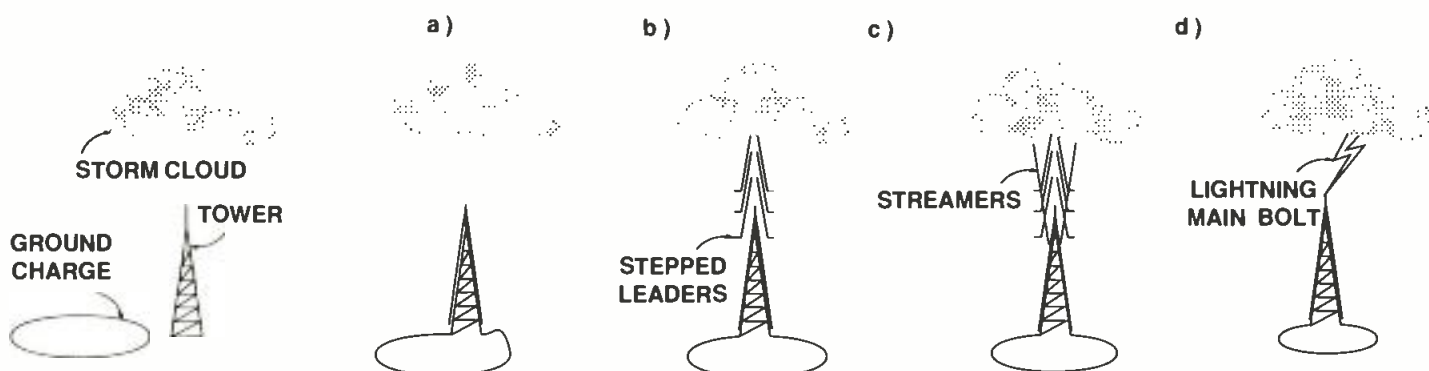 a)
b)
c)
d)
STORM CLOUD
TOWER
GROUND
CHARGE
STEPPED
LEADERS
STREAMERS
LIGHTNING
MAIN BOLT